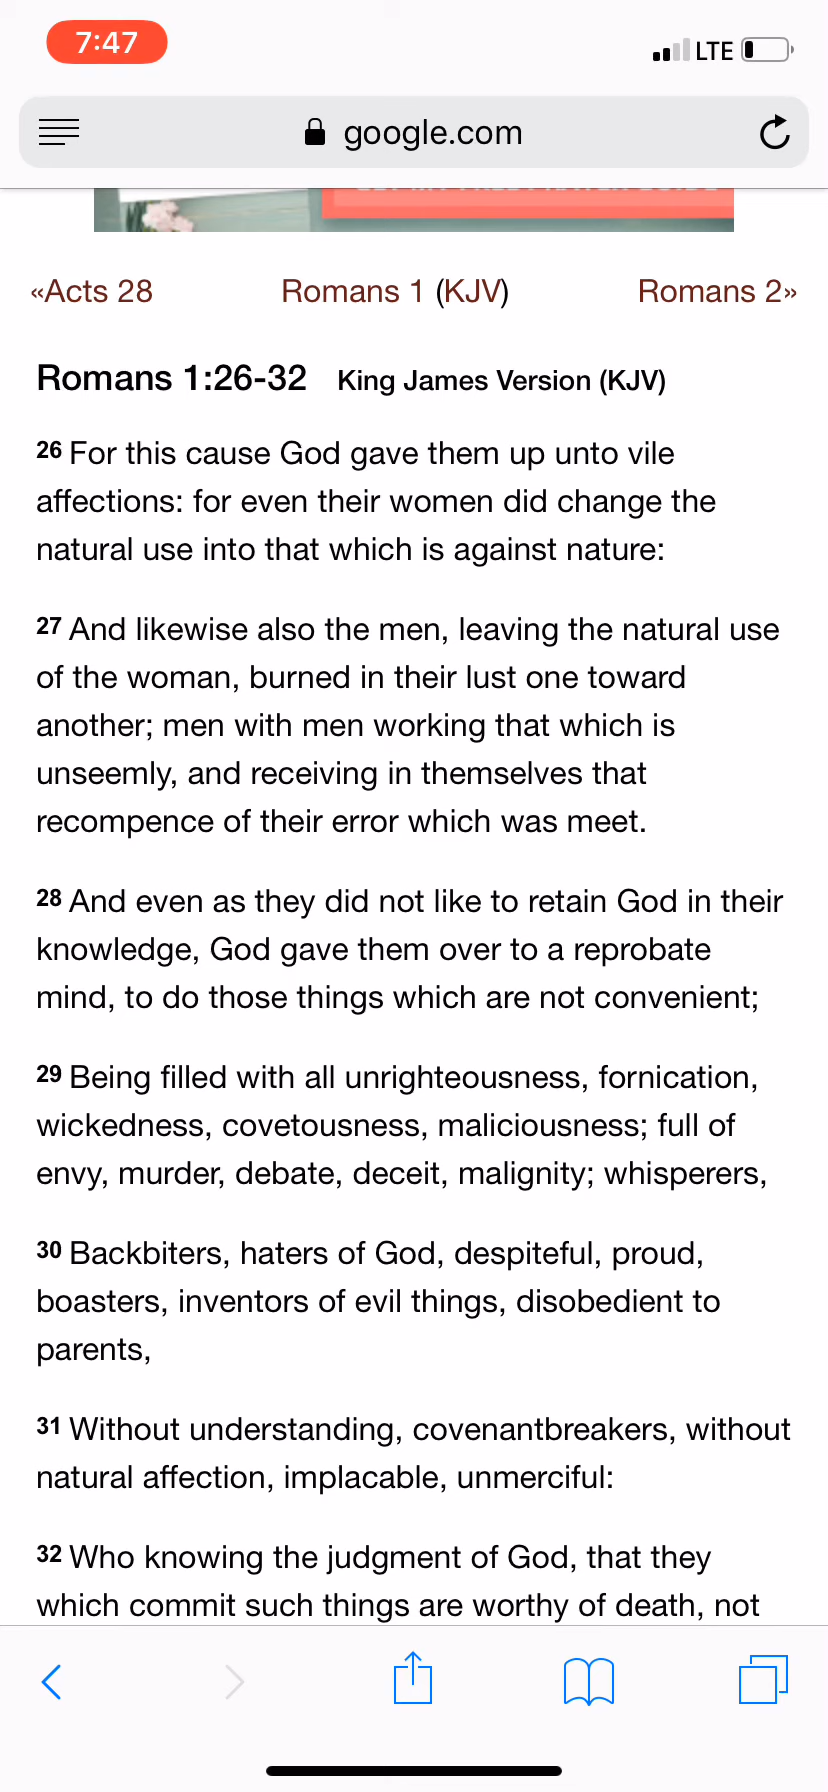 7:47
LTE
google.com
«Acts 28 Romans 1 (KJV) Romans 2»
Romans 1:26-32 King James Version (KJV)
26 For this cause God gave them up unto vile
affections: for even their women did change the
natural use into that which is against nature:
27 And likewise also the men, leaving the natural use
of the woman, burned in their lust one toward
another; men with men working that which is
unseemly, and receiving in themselves that
recompence of their error which was meet.
28 And even as they did not like to retain God in their
knowledge, God gave them over to a reprobate
mind, to do those things which are not convenient;
29 Being filled with all unrighteousness, fornication,
wickedness, covetousness, maliciousness; full of
envy, murder, debate, deceit, malignity; whisperers,
30 Backbiters, haters of God, despiteful, proud,
boasters, inventors of evil things, disobedient to
parents,
31 Without understanding, covenantbreakers, without
natural affection, implacable, unmerciful:
32 Who knowing the judgment of God, that they
which commit such things are worthy of death, not